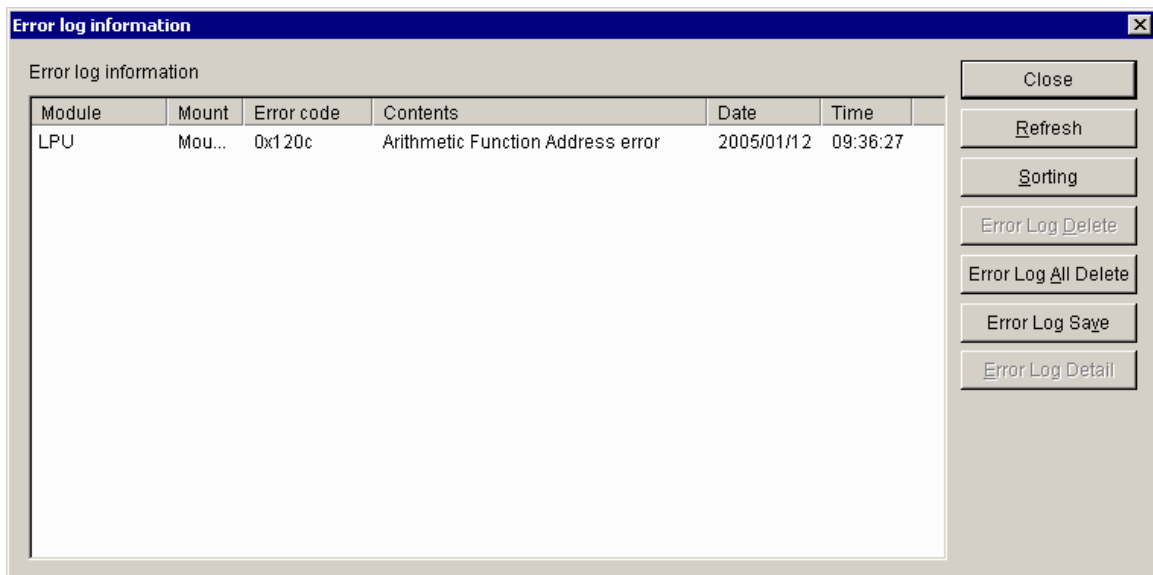 Error log information
Error log information
Module Mount Error code Contents Date Time
LPU Mou... 0x120c Arithmetic Function Address error 2005/01/12 09:36:27
Close
Refresh
Sorting
Error Log Delete
Error Log All Delete
Error Log Save
Error Log Detail